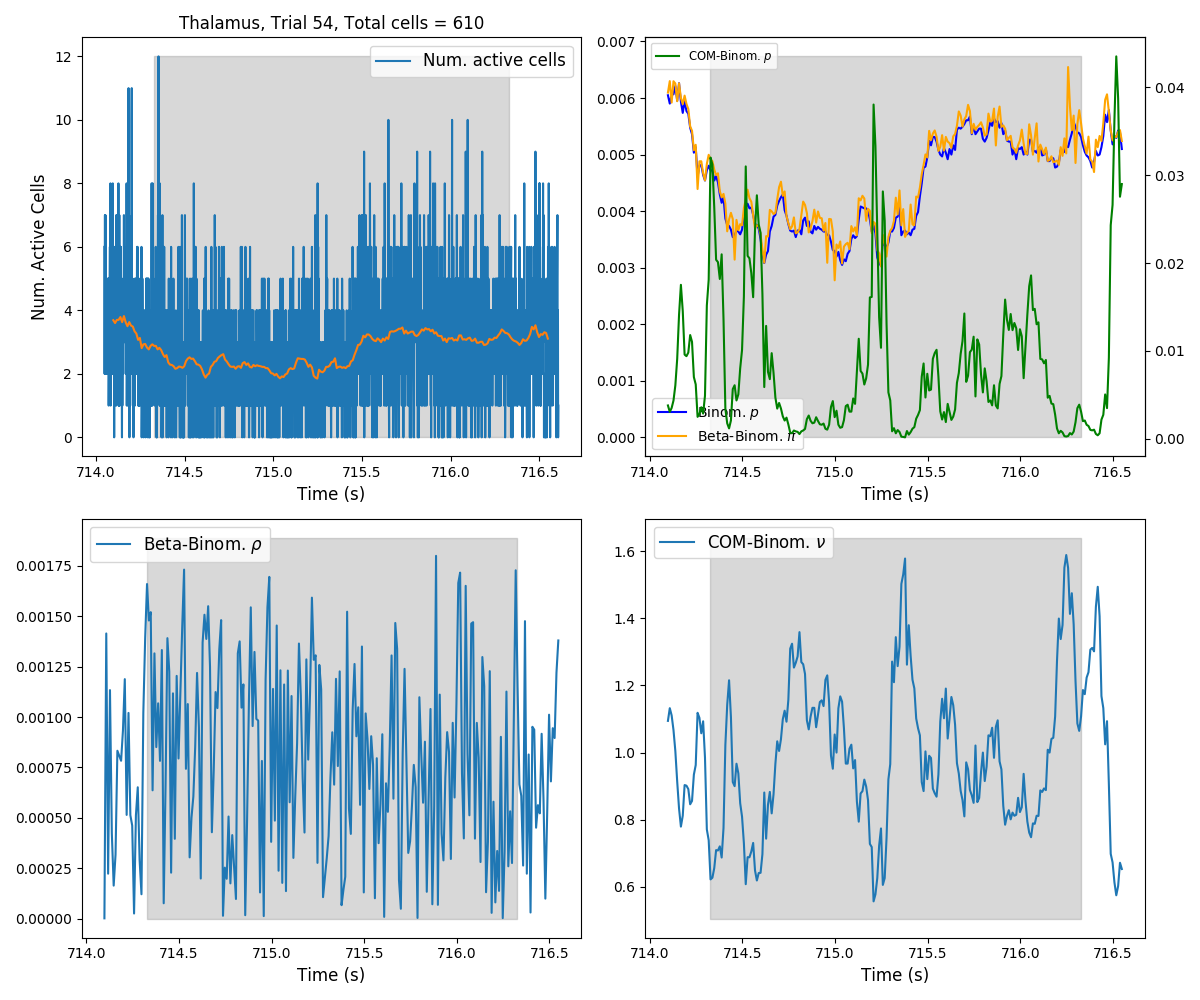 Thalamus, Trial 54, Total cells = 610
Num. active cells
12
10
8
6
4
2
0
Num. Active Cells
714.0 714.5 715.0 715.5 716.0 716.5
Time (s)
COM-Binom. p
0.007
0.006
0.005
0.004
0.003
0.002
0.001
0.000
0.04
0.03
0.02
0.01
0.00
Binom. p
Beta-Binom. π
714.0 714.5 715.0 715.5 716.0 716.5
Time (s)
Beta-Binom. ρ
0.00175
0.00150
0.00125
0.00100
0.00075
0.00050
0.00025
0.00000
714.0 714.5 715.0 715.5 716.0 716.5
Time (s)
COM-Binom. ν
1.6
1.4
1.2
1.0
0.8
0.6
714.0 714.5 715.0 715.5 716.0 716.5
Time (s)